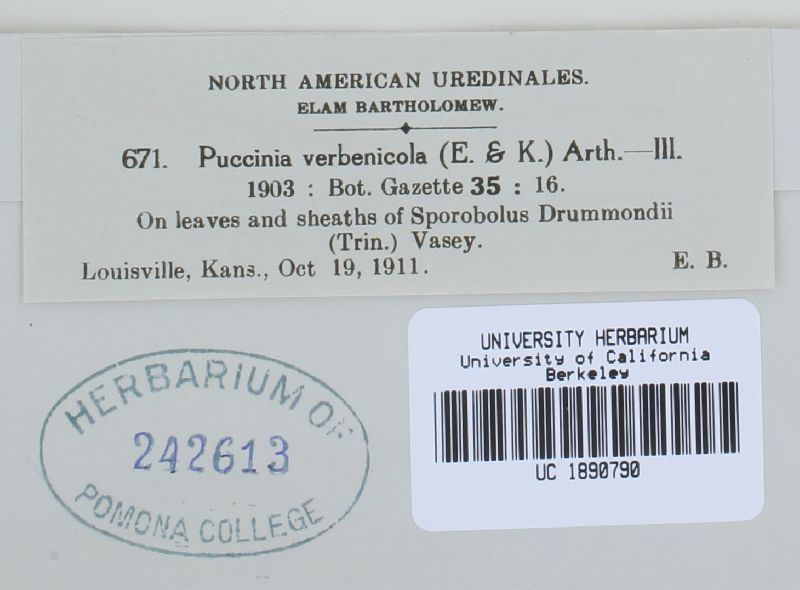 NORTH AMERICAN UREDINALES.
ELAM BARTHOLOMEW.
671. Puccinia verbenicola (E. & K.) Arth.—III.
1903 : Bot. Gazette 35 : 16.
On leaves and sheaths of Sporobolus Drummondii
(Trin.) Vasey.
Louisville, Kans., Oct 19, 1911. E. B.
HERBARIUM OF
242613
POMONA COLLEGE
UNIVERSITY HERBARIUM
University of California
Berkeley
UC 1890790